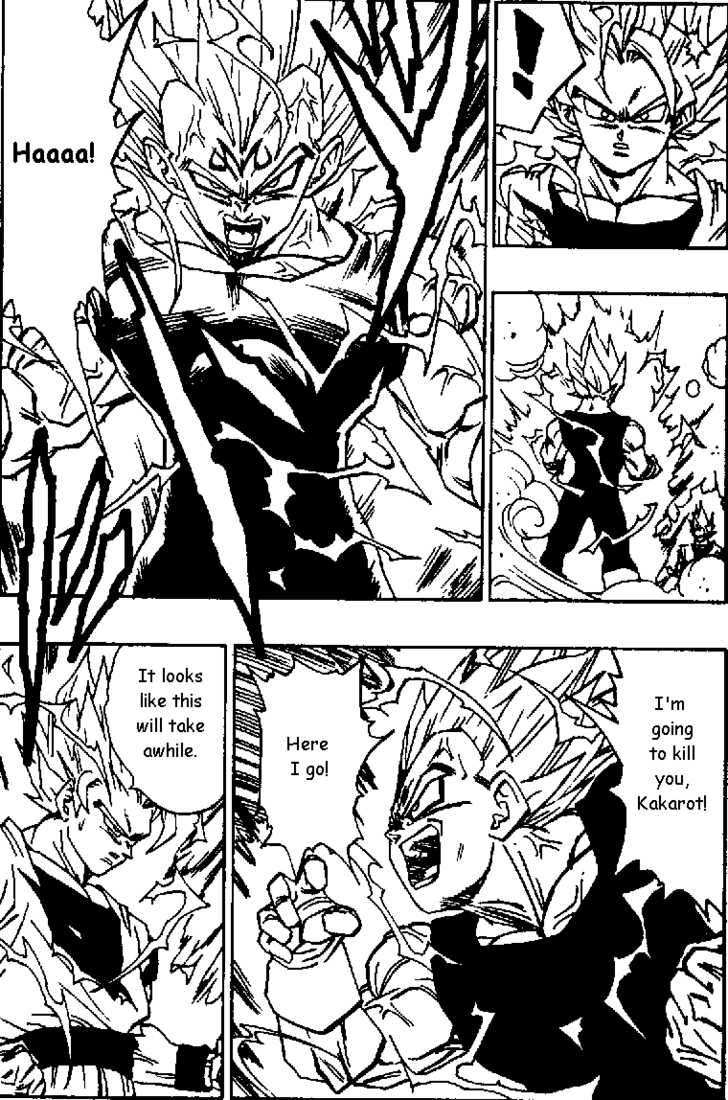 Haaaa!
!
I'm
going
to kill
you,
Kakarot!
Here
I go!
It looks
like this
will take
awhile.